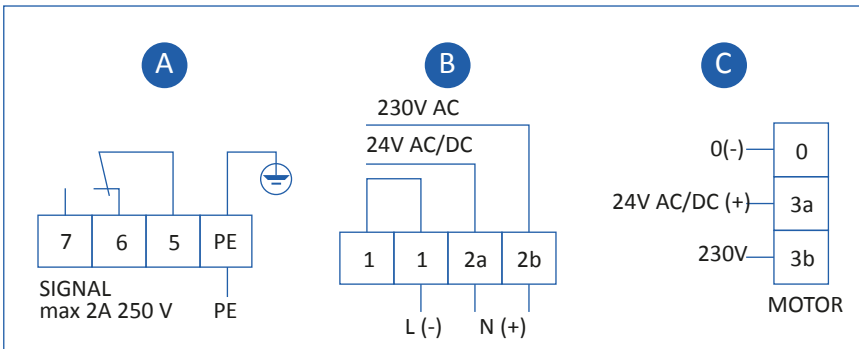 A
7 6 5 PE
SIGNAL
max 2A 250 V
PE
B
230V AC
24V AC/DC
1 1 2a 2b
L (-) N (+)
C
0(-) 0
24V AC/DC (+) 3a
230V 3b
MOTOR